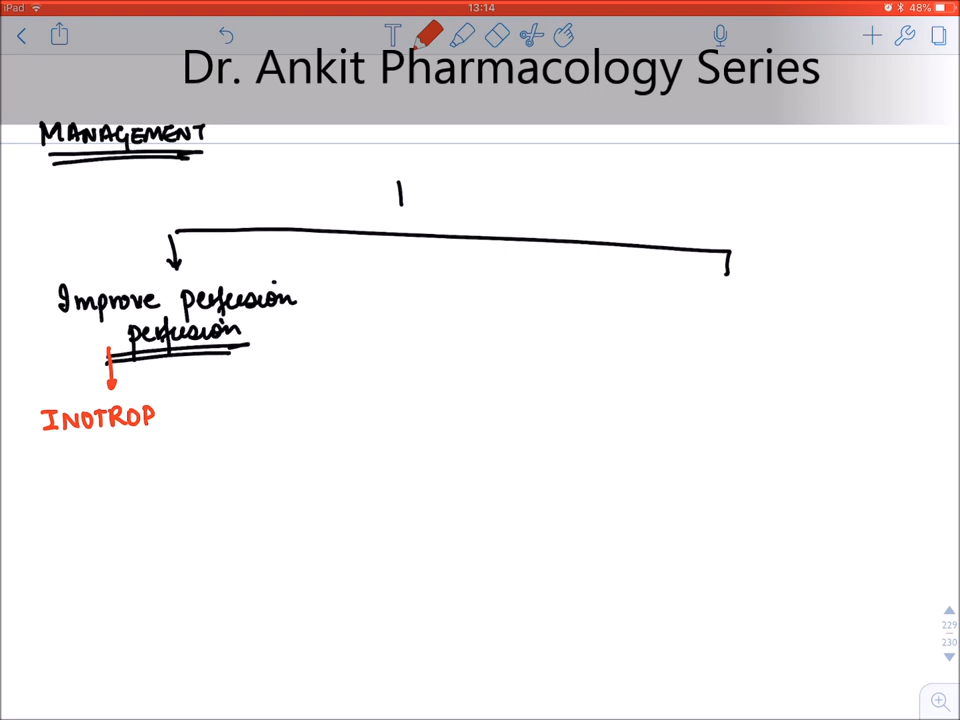 iPad 13:14 48%
T
Dr. Ankit Pharmacology Series
MANAGEMENT
Improve perfusion
perfusion
INOTROP
229
230